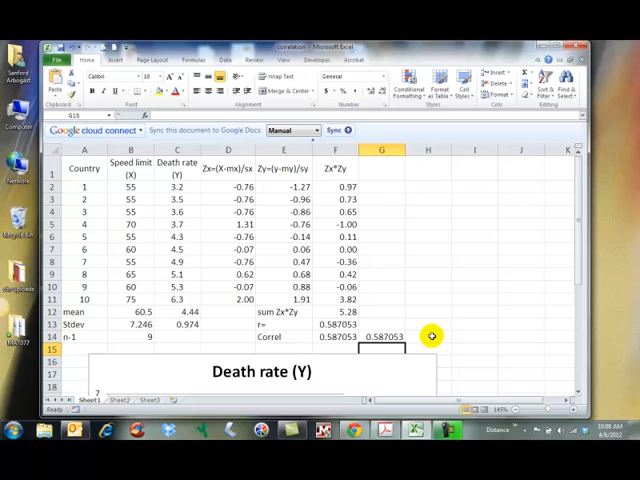 Sanford Arbogast
Computer
Network
Recycle Bin
MAT077
correlation - Microsoft Excel
File Home Insert Page Layout Formulas Data Review View Developer Acrobat
Paste
Calibri 10
B I U
Wrap Text
Merge & Center
General
$ % ,
Conditional Formatting Format as Table Cell Styles
Insert
Delete
Format
Sort & Filter Find & Select
Clipboard Font Alignment Number Styles Cells Editing
G15 fx
Google cloud connect Sync this document to Google Docs Manual Sync
A B C D E F G H I J K
1 Country Speed limit (X) Death rate (Y) Zx=(X-mx)/sx Zy=(y-my)/sy Zx*Zy
2 1 55 3.2 -0.76 -1.27 0.97
3 2 55 3.5 -0.76 -0.96 0.73
4 3 55 3.6 -0.76 -0.86 0.65
5 4 70 3.7 1.31 -0.76 -1.00
6 5 55 4.3 -0.76 -0.14 0.11
7 6 60 4.5 -0.07 0.06 0.00
8 7 55 4.9 -0.76 0.47 -0.36
9 8 65 5.1 0.62 0.68 0.42
10 9 60 5.3 -0.07 0.88 -0.06
11 10 75 6.3 2.00 1.91 3.82
12 mean 60.5 4.44 sum Zx*Zy 5.28
13 Stdev 7.246 0.974 r= 0.587053
14 n-1 9 Correl 0.587053 0.587053
15
16
17
18
Death rate (Y)
7
Sheet1 Sheet2 Sheet3
Ready 145%
Distance
10:08 AM
4/6/2012